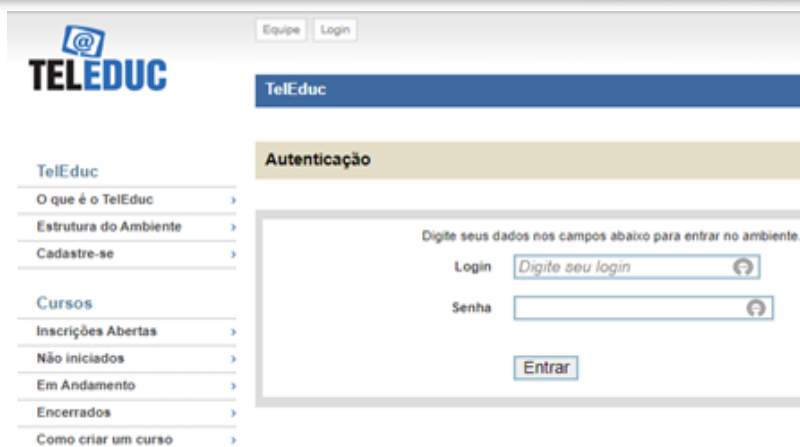 Equipe Login
@
TELEDUC
TelEduc
Autenticação
TelEduc
O que é o TelEduc
Estrutura do Ambiente
Cadastre-se
Cursos
Inscrições Abertas
Não iniciados
Em Andamento
Encerrados
Como criar um curso
Digite seus dados nos campos abaixo para entrar no ambiente.
Login Digite seu login
Senha
Entrar